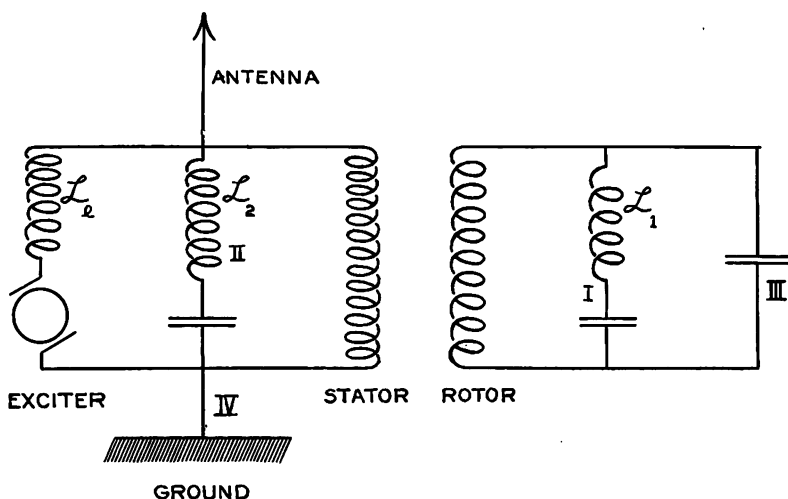 ANTENNA
ℒe
ℒ2
II
ℒ1
I
III
EXCITER
IV
STATOR
ROTOR
GROUND